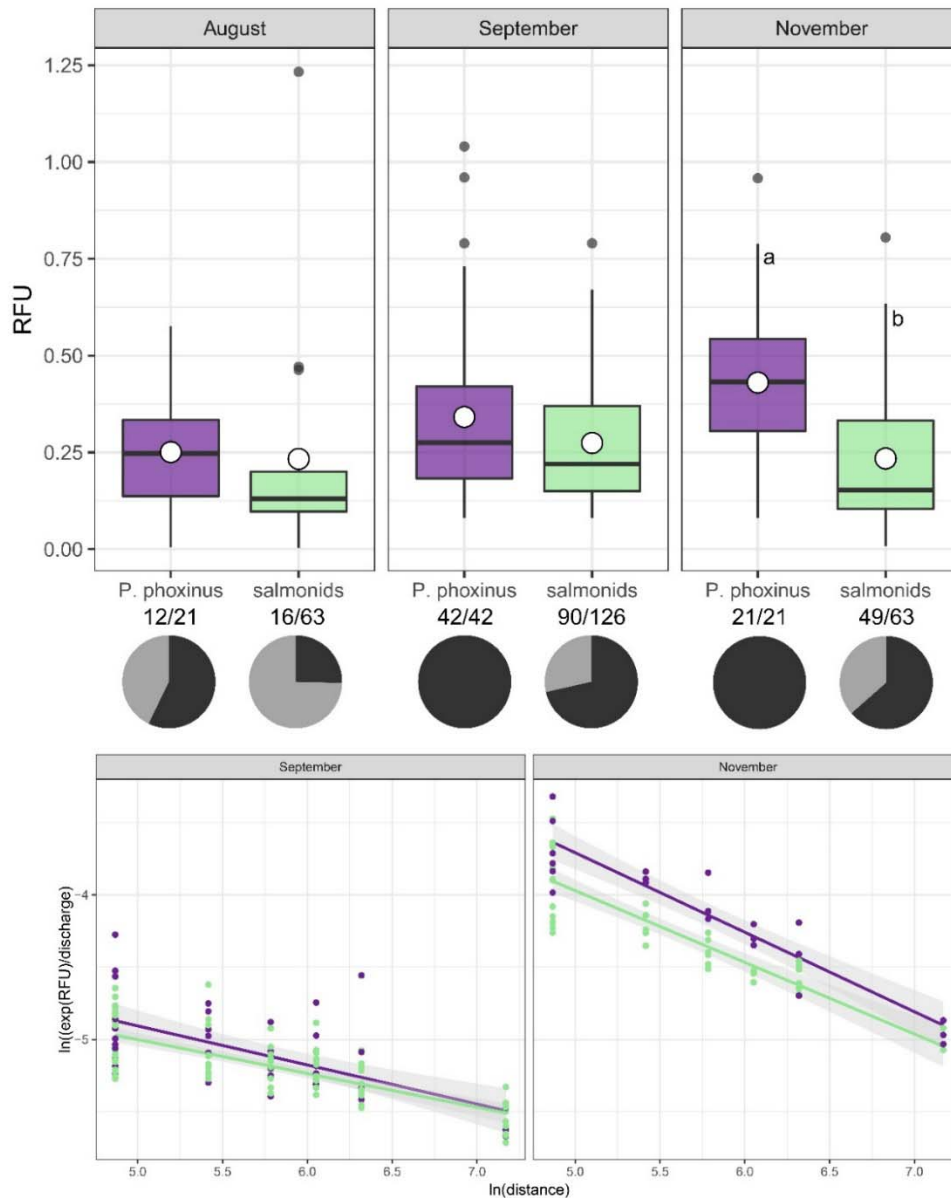 August
September
November
1.25
1.00
0.75
0.50
0.25
0.00
RFU
a
b
P. phoxinus
salmonids
P. phoxinus
salmonids
P. phoxinus
salmonids
12/21
16/63
42/42
90/126
21/21
49/63
September
November
-4
-5
ln((exp(RFU)/discharge)
5.0
5.5
6.0
6.5
7.0
5.0
5.5
6.0
6.5
7.0
ln(distance)